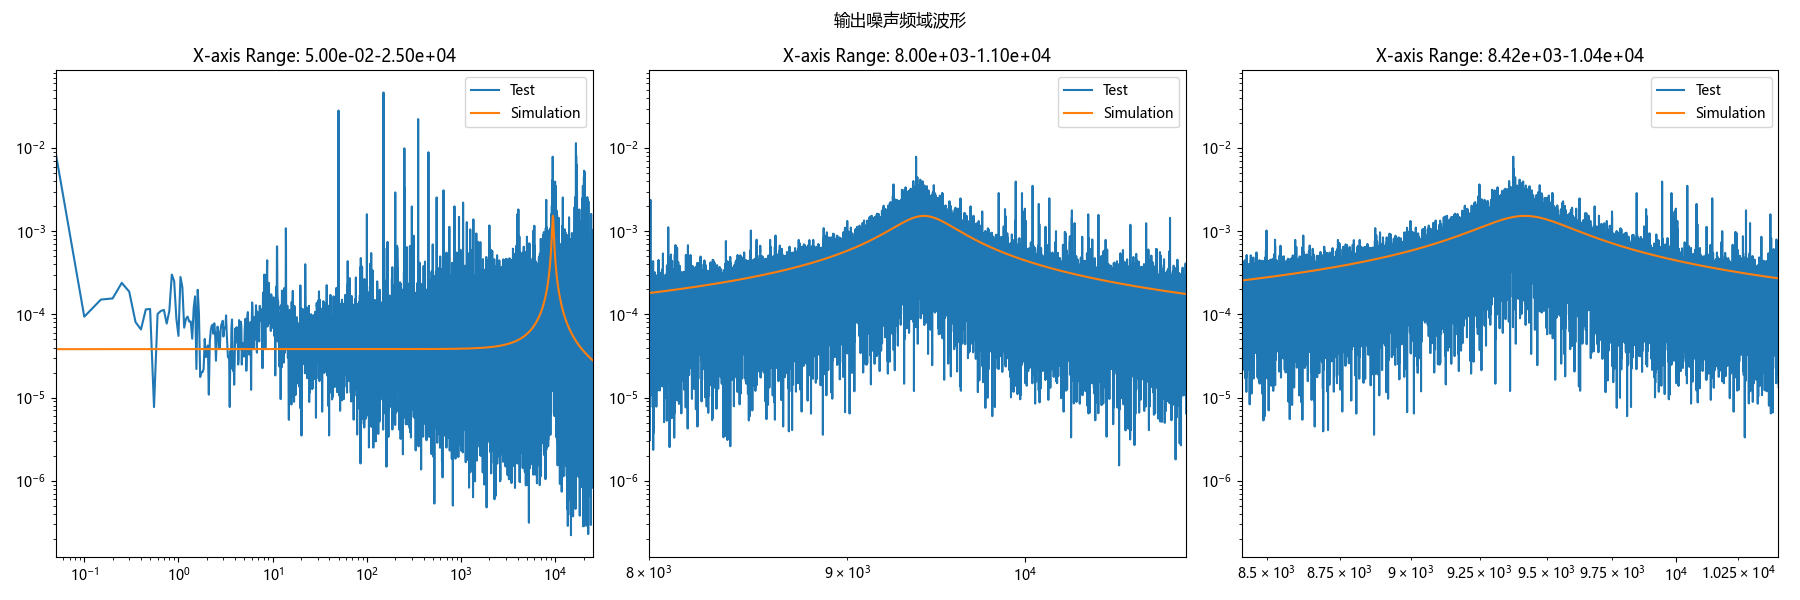 输出噪声频域波形
X-axis Range: 5.00e-02-2.50e+04
Test
Simulation
10⁻²
10⁻³
10⁻⁴
10⁻⁵
10⁻⁶
10⁻¹ 10⁰ 10¹ 10² 10³ 10⁴
X-axis Range: 8.00e+03-1.10e+04
Test
Simulation
10⁻²
10⁻³
10⁻⁴
10⁻⁵
10⁻⁶
8 × 10³ 9 × 10³ 10⁴
X-axis Range: 8.42e+03-1.04e+04
Test
Simulation
10⁻²
10⁻³
10⁻⁴
10⁻⁵
10⁻⁶
8.5 × 10³ 8.75 × 10³ 9 × 10³ 9.25 × 10³ 9.5 × 10³ 9.75 × 10³ 10⁴ 1.025 × 10⁴